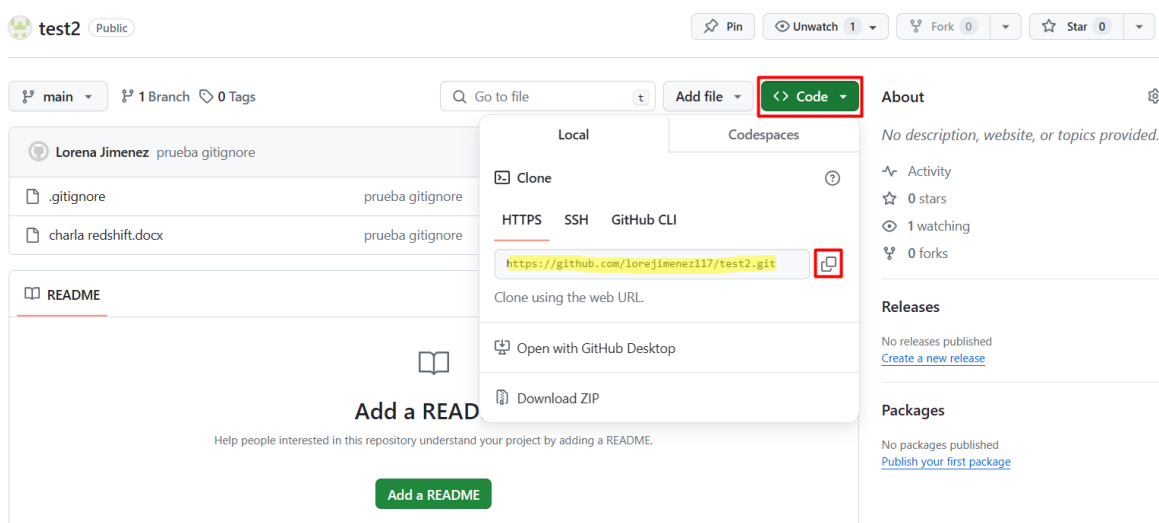 test2 Public
Pin
Unwatch 1
Fork 0
Star 0
main
1 Branch
0 Tags
Go to file t
Add file
<> Code
Lorena Jimenez prueba gitignore
.gitignore prueba gitignore
charla redshift.docx prueba gitignore
README
Add a READ
Help people interested in this repository understand your project by adding a README.
Add a README
Local
Codespaces
Clone
HTTPS
SSH
GitHub CLI
https://github.com/lorejimenez117/test2.git
Clone using the web URL.
Open with GitHub Desktop
Download ZIP
About
No description, website, or topics provided.
Activity
0 stars
1 watching
0 forks
Releases
No releases published
Create a new release
Packages
No packages published
Publish your first package